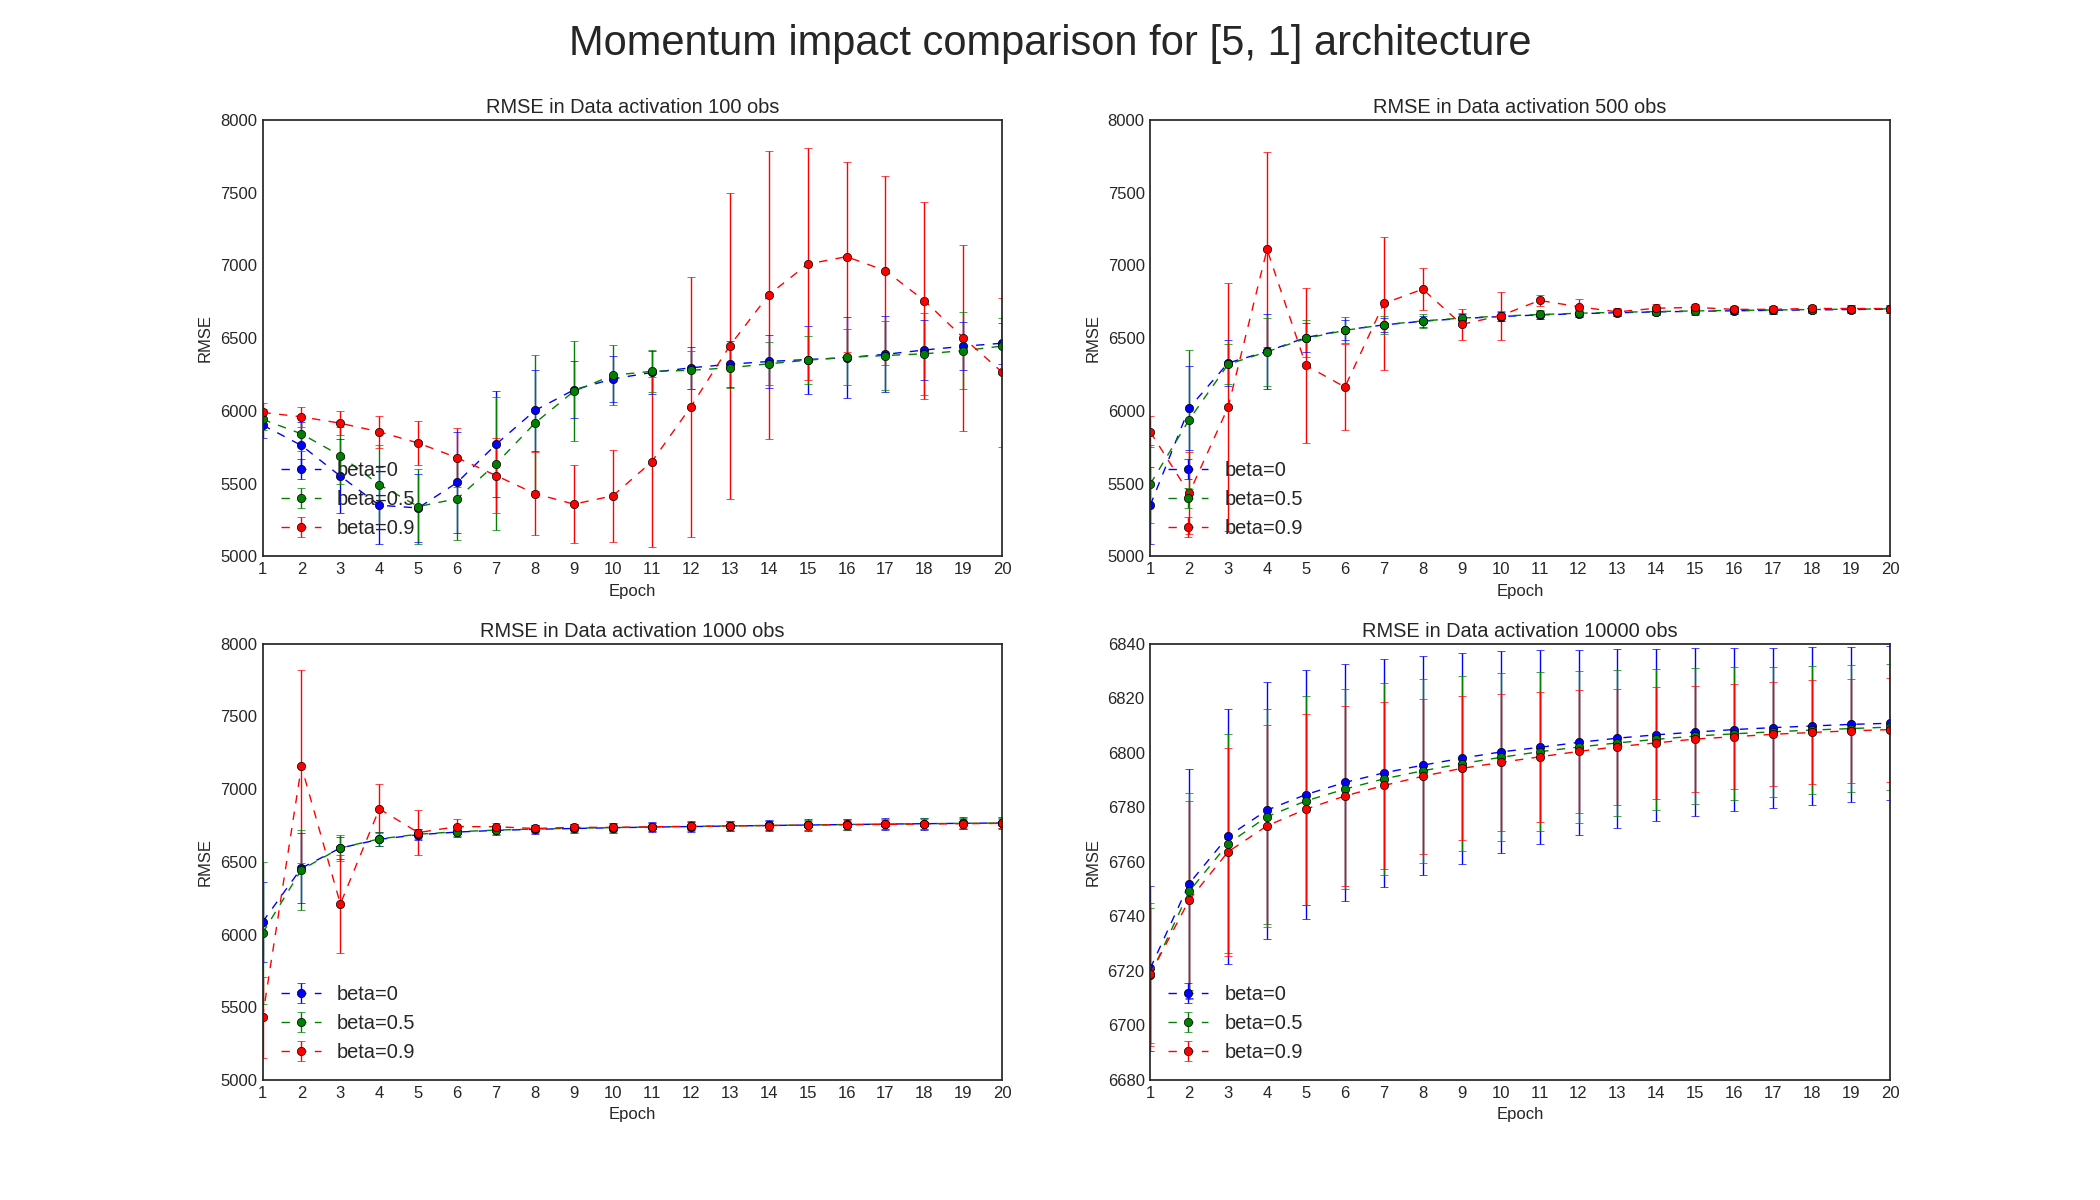 Momentum impact comparison for [5, 1] architecture
RMSE in Data activation 100 obs
8000
7500
7000
6500
6000
5500
5000
RMSE
beta=0
beta=0.5
beta=0.9
1 2 3 4 5 6 7 8 9 10 11 12 13 14 15 16 17 18 19 20
Epoch
RMSE in Data activation 500 obs
8000
7500
7000
6500
6000
5500
5000
RMSE
beta=0
beta=0.5
beta=0.9
1 2 3 4 5 6 7 8 9 10 11 12 13 14 15 16 17 18 19 20
Epoch
RMSE in Data activation 1000 obs
8000
7500
7000
6500
6000
5500
5000
RMSE
beta=0
beta=0.5
beta=0.9
1 2 3 4 5 6 7 8 9 10 11 12 13 14 15 16 17 18 19 20
Epoch
RMSE in Data activation 10000 obs
6840
6820
6800
6780
6760
6740
6720
6700
6680
RMSE
beta=0
beta=0.5
beta=0.9
1 2 3 4 5 6 7 8 9 10 11 12 13 14 15 16 17 18 19 20
Epoch